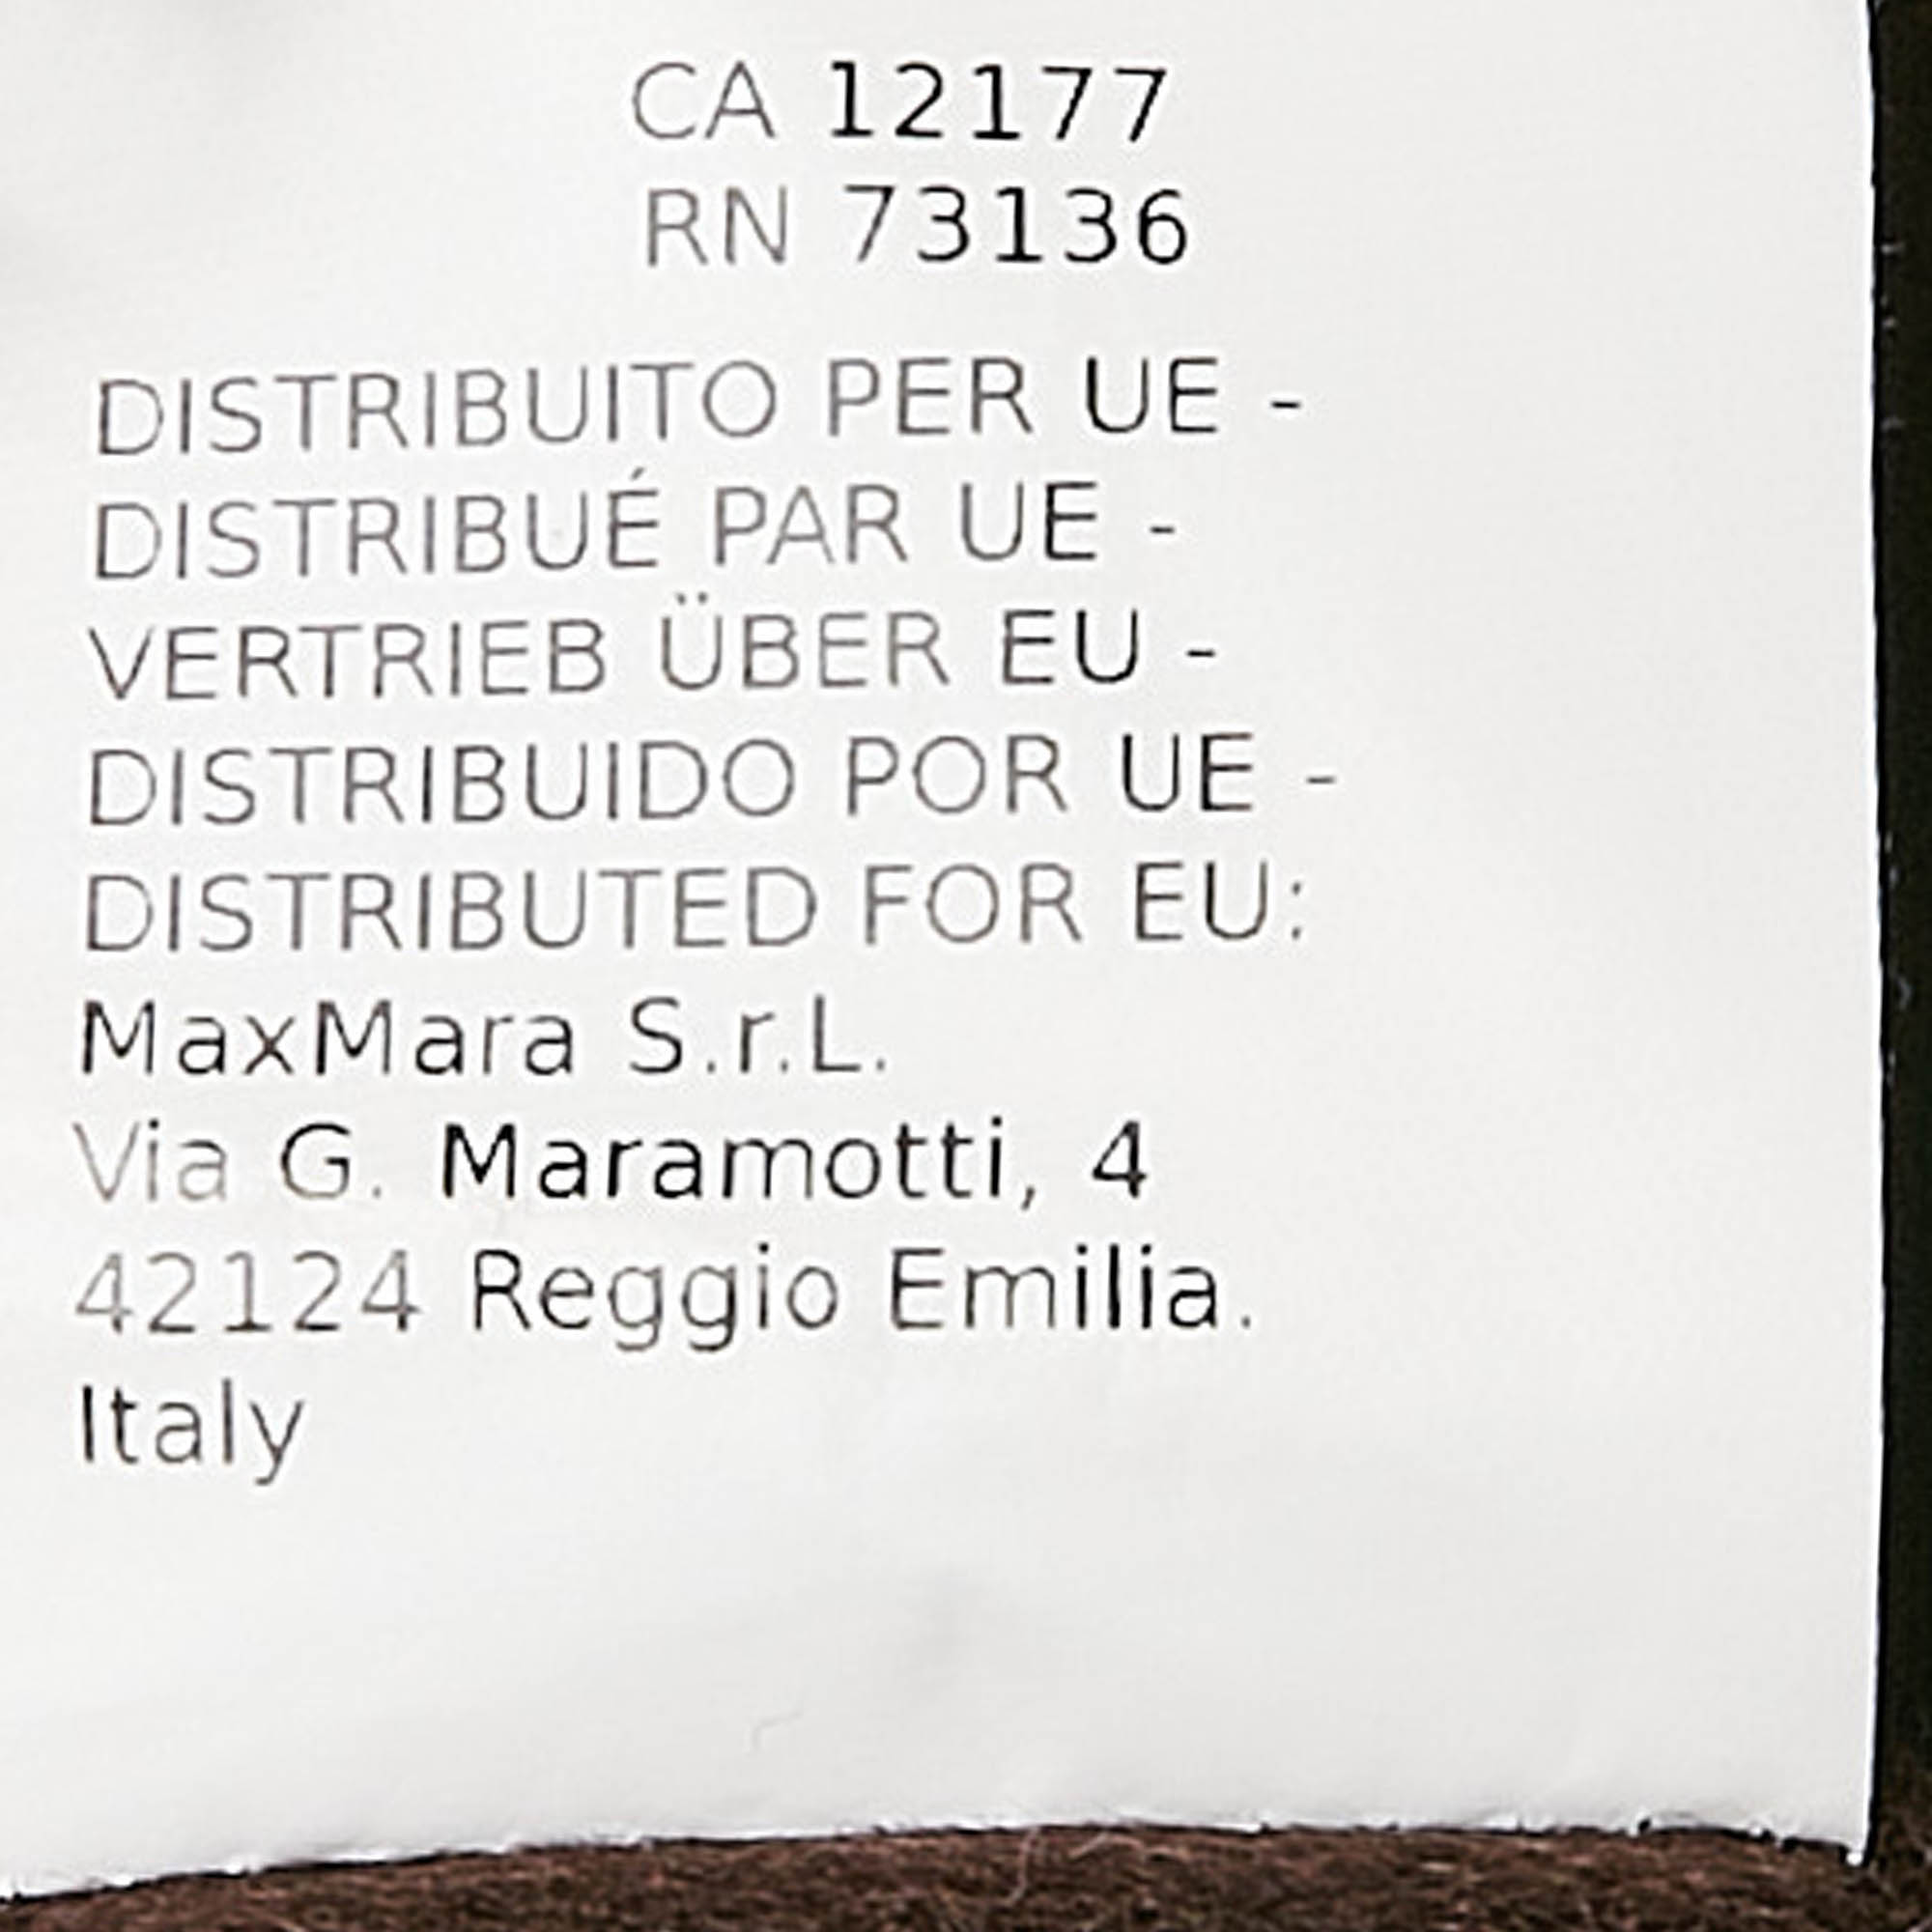 CA 12177
RN 73136
DISTRIBUITO PER UE -
DISTRIBUÉ PAR UE -
VERTRIEB ÜBER EU -
DISTRIBUIDO POR UE -
DISTRIBUTED FOR EU:
MaxMara S.r.L.
Via G. Maramotti, 4
42124 Reggio Emilia.
Italy